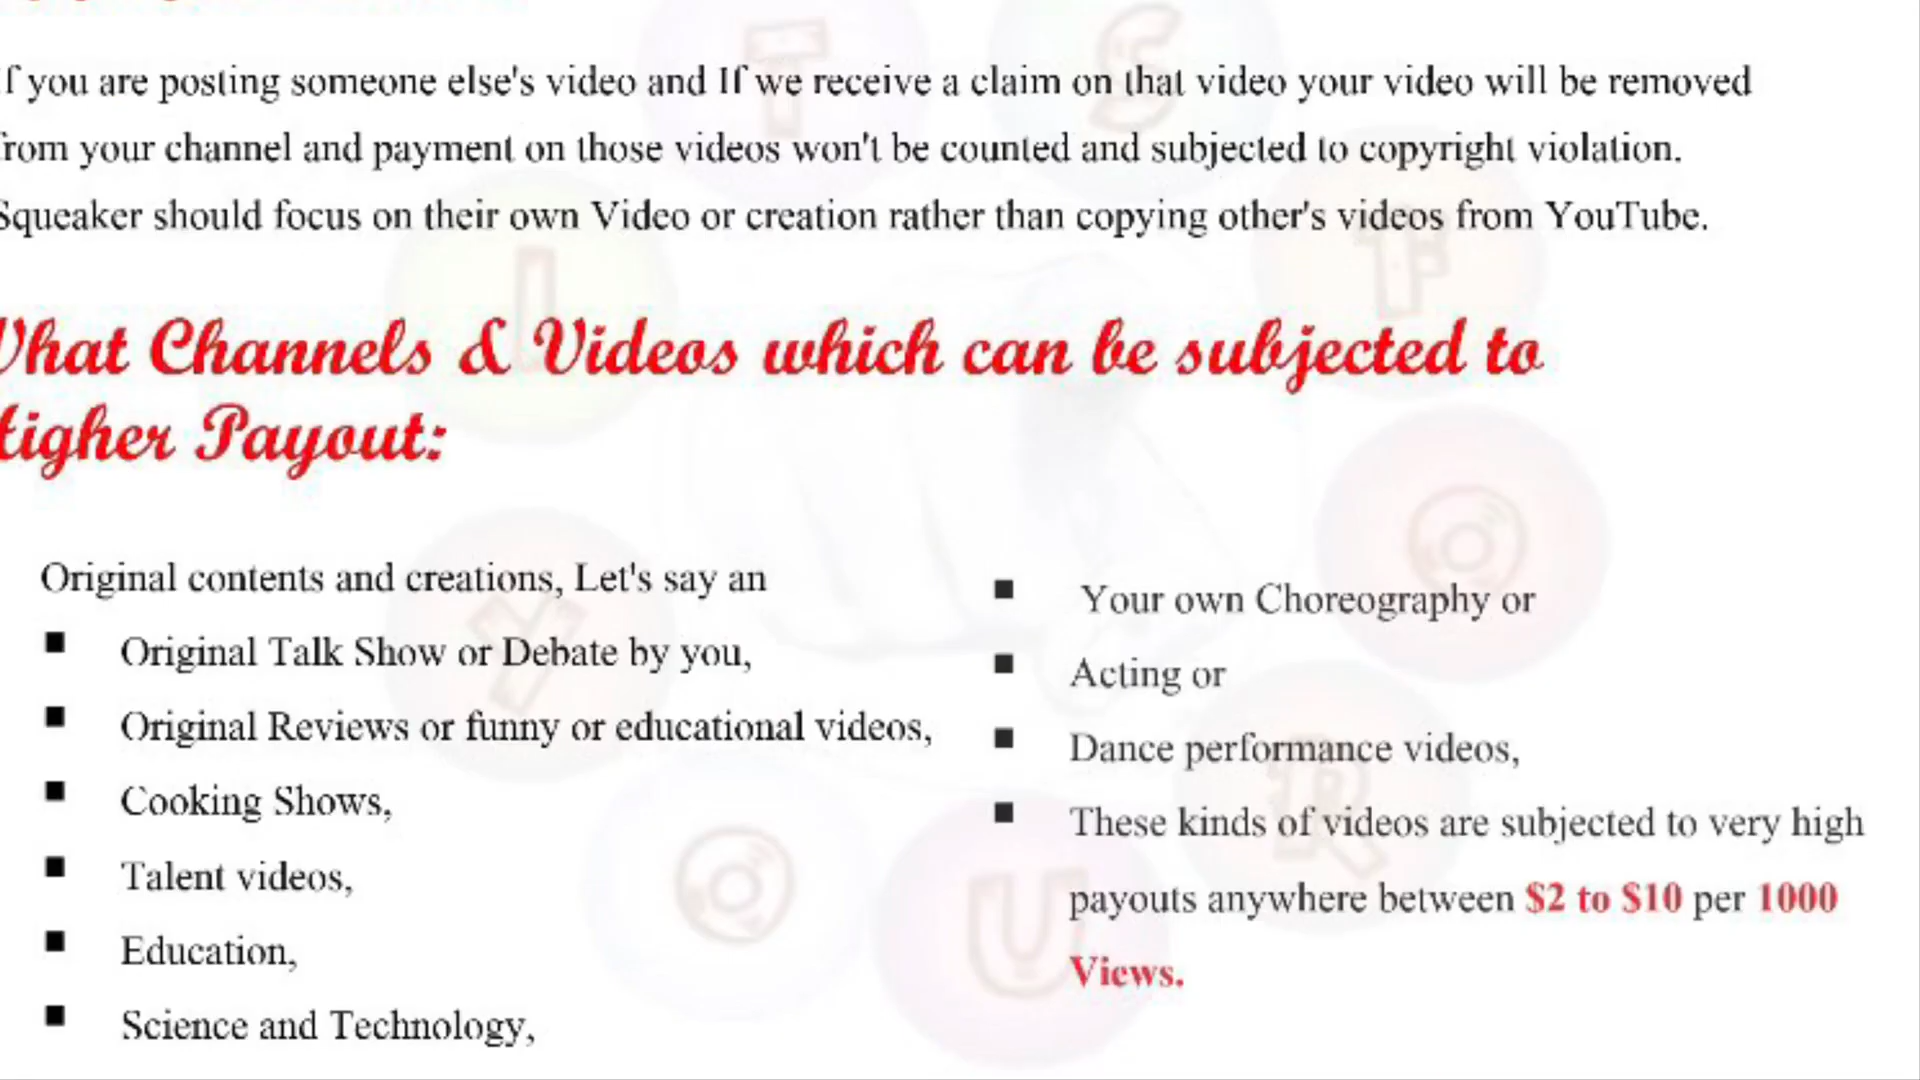 If you are posting someone else's video and If we receive a claim on that video your video will be removed
from your channel and payment on those videos won't be counted and subjected to copyright violation.
Squeaker should focus on their own Video or creation rather than copying other's videos from YouTube.
What Channels & Videos which can be subjected to
Higher Payout:
Original contents and creations, Let's say an
■ Original Talk Show or Debate by you,
■ Original Reviews or funny or educational videos,
■ Cooking Shows,
■ Talent videos,
■ Education,
■ Science and Technology,
■ Your own Choreography or
■ Acting or
■ Dance performance videos,
■ These kinds of videos are subjected to very high
payouts anywhere between $2 to $10 per 1000
Views.